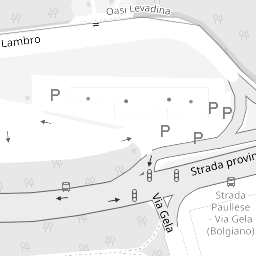 Oasi Levadina
Lambro
P
P
P
P
P
P
Strada provin
Via Gela
Strada
Paullese
- Via Gela
(Bolgiano)